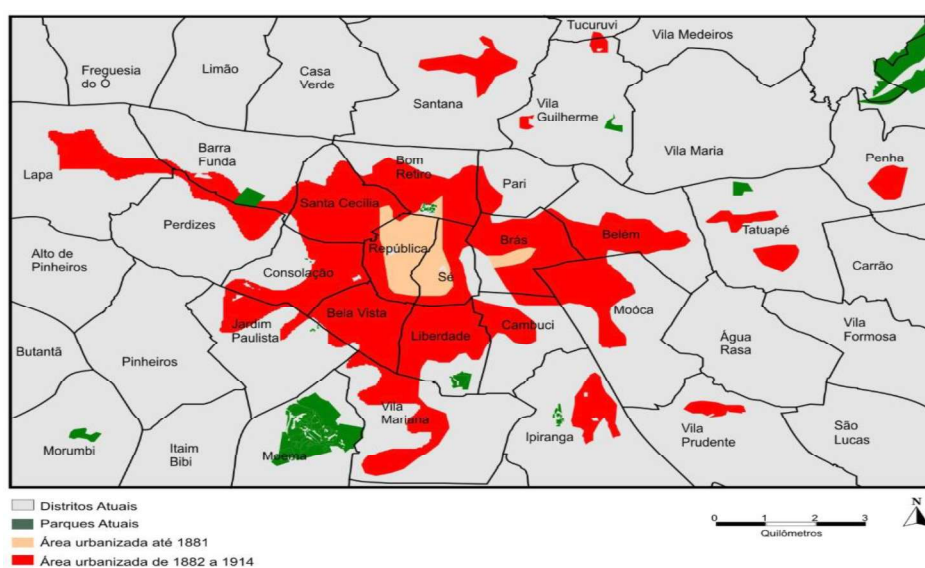 Tucuruvi
Vila Medeiros
Freguesia
do Ó
Limão
Casa
Verde
Santana
Vila
Guilherme
Vila Maria
Penha
Lapa
Barra
Funda
Bom
Retiro
Pari
Santa Cecília
Perdizes
Brás
Belém
Tatuapé
Alto de
Pinheiros
República
Consolação
Sé
Carrão
Moóca
Bela Vista
Jardim
Paulista
Liberdade
Cambuci
Água
Rasa
Vila
Formosa
Butantã
Pinheiros
Vila
Mariana
Ipiranga
Vila
Prudente
São
Lucas
Morumbi
Itaim
Bibi
Moema
Distritos Atuais
Parques Atuais
Área urbanizada até 1881
Área urbanizada de 1882 a 1914
0 1 2 3
Quilômetros
N